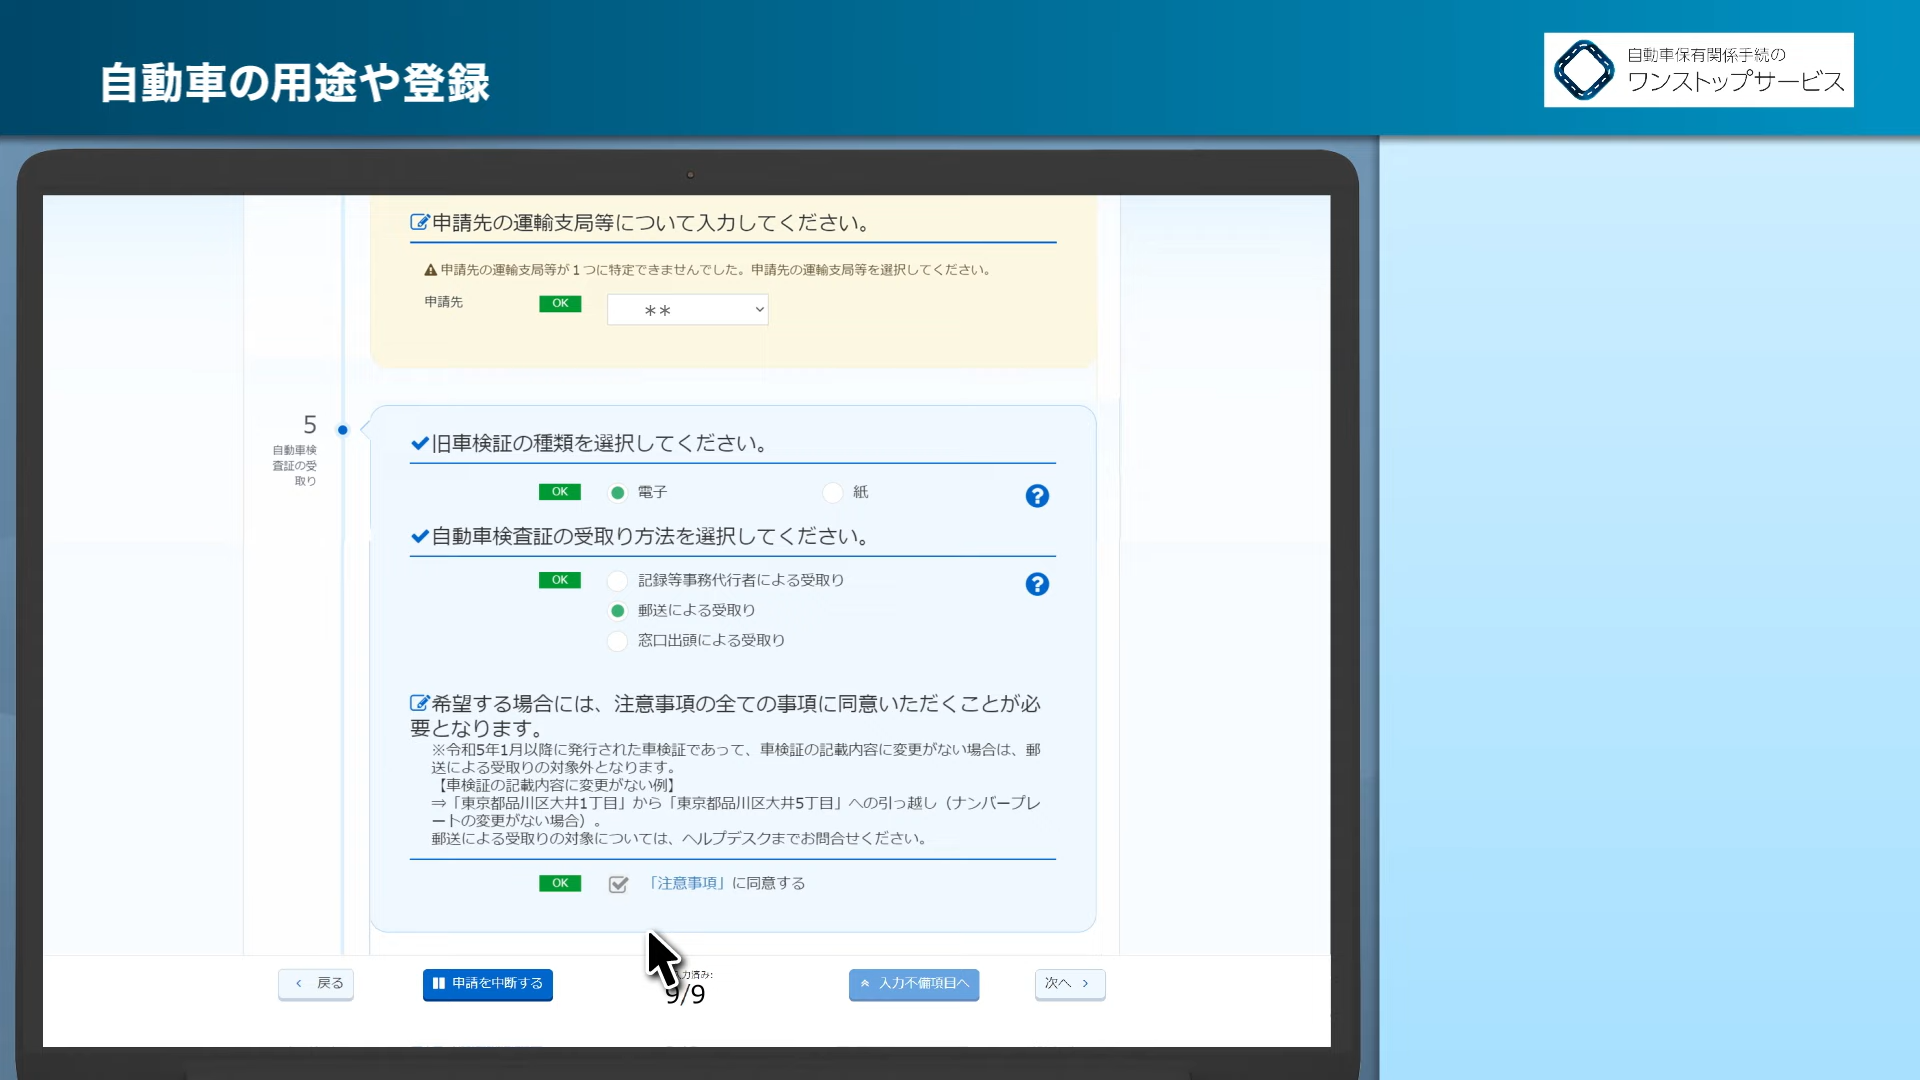 自動車の用途や登録
自動車保有関係手続の
ワンストップサービス
申請先の運輸支局等について入力してください。
申請先の運輸支局等が1つに特定できませんでした。申請先の運輸支局等を選択してください。
申請先 OK **
5
自動車検
査証の受
取り
旧車検証の種類を選択してください。
OK 電子 紙 ?
自動車検査証の受取り方法を選択してください。
OK 記録等事務代行者による受取り ?
郵送による受取り
窓口出頭による受取り
希望する場合には、注意事項の全ての事項に同意いただくことが必
要となります。
※令和5年1月以降に発行された車検証であって、車検証の記載内容に変更がない場合は、郵
送による受取りの対象外となります。
【車検証の記載内容に変更がない例】
⇒「東京都品川区大井1丁目」から「東京都品川区大井5丁目」への引っ越し（ナンバープレ
ートの変更がない場合）。
郵送による受取りの対象については、ヘルプデスクまでお問合せください。
OK 「注意事項」に同意する
戻る 申請を中断する 力済み: 入力不備項目へ 次へ
9/9